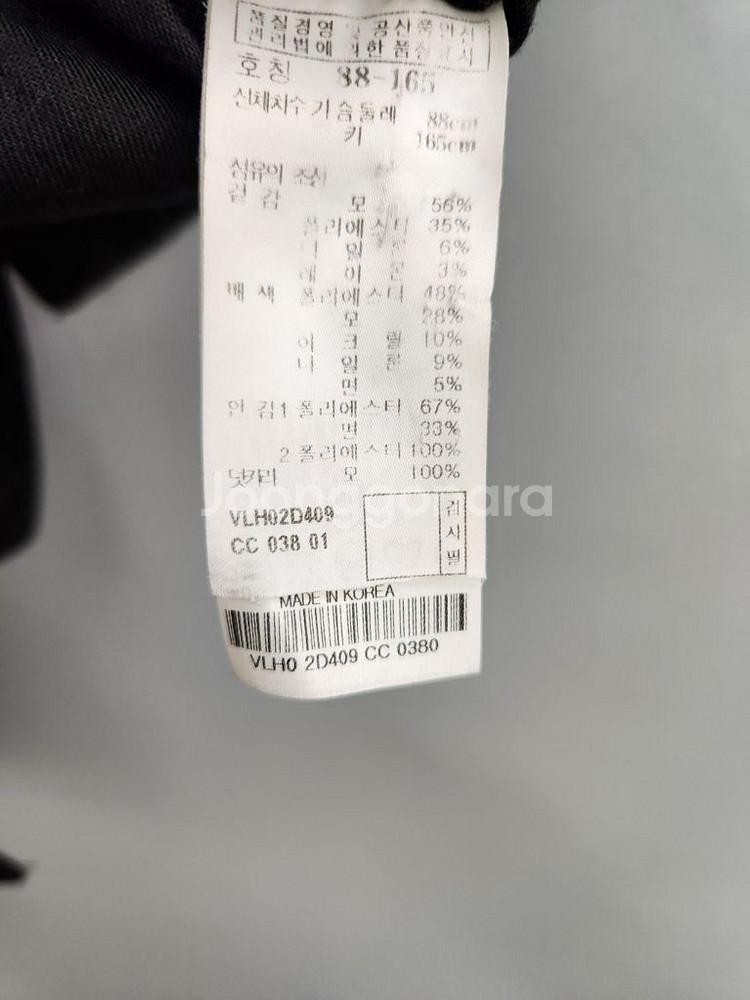 품질경영 및 공산품안전
관리법에 의한 품질표시
호칭 88-165
신체치수 가슴둘레 88cm
키 165cm
섬유의 조성
겉감 모 56%
폴리에스터 35%
나일론 6%
레이온 3%
배색 폴리에스터 48%
모 28%
아크릴 10%
나일론 9%
면 5%
안감1 폴리에스터 67%
면 33%
2 폴리에스터 100%
덧카라 모 100%
Joonggonara
VLH02D409
CC 038 01
검사필
MADE IN KOREA
VLH0 2D409 CC 0380